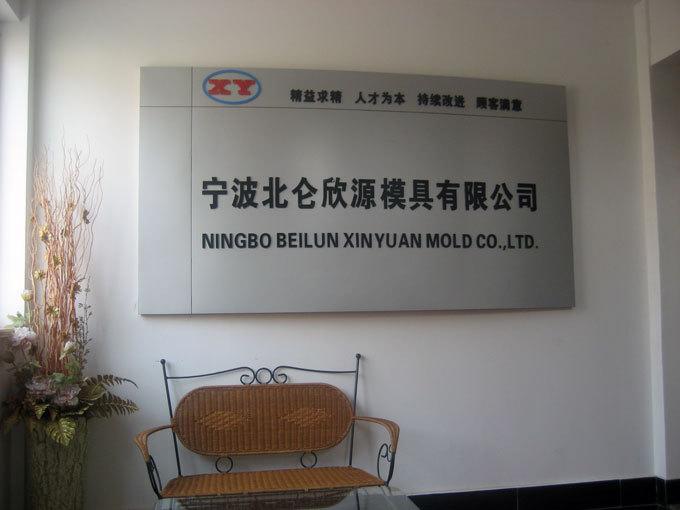 XY
精益求精 人才为本 持续改进 顾客满意
宁波北仑欣源模具有限公司
NINGBO BEILUN XINYUAN MOLD CO.,LTD.